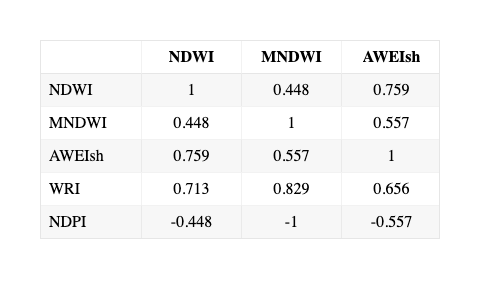 NDWI MNDWI AWEIsh
NDWI 1 0.448 0.759
MNDWI 0.448 1 0.557
AWEIsh 0.759 0.557 1
WRI 0.713 0.829 0.656
NDPI -0.448 -1 -0.557